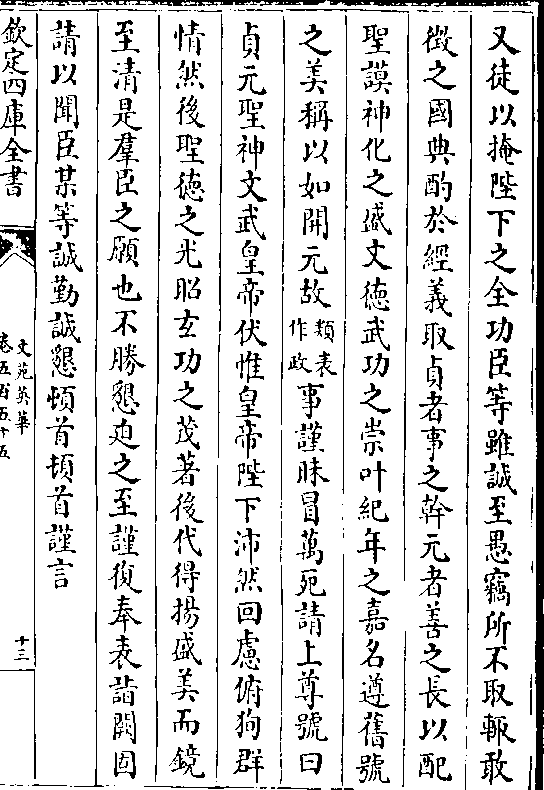 又徒以掩陛下之全功臣等雖誠至愚竊所不取輒敢
徴之國典酌於經義取貞者事之幹元者善之長以配
聖謨神化之盛文徳武功之崇叶紀年之嘉名遵舊號
之美稱以如開元故類表作政事謹昧冒萬死請上尊號曰
貞元聖神文武皇帝伏惟皇帝陛下沛然回慮俯狥群
情然後聖徳之光昭玄功之茂著後代得揚盛美而鏡
至清是羣臣之願也不勝懇迫之至謹復奉表詣闕固
請以聞臣某等誠勤誠懇頓首頓首謹言
欽定四庫全書
文苑英華
卷五百五十五
十三